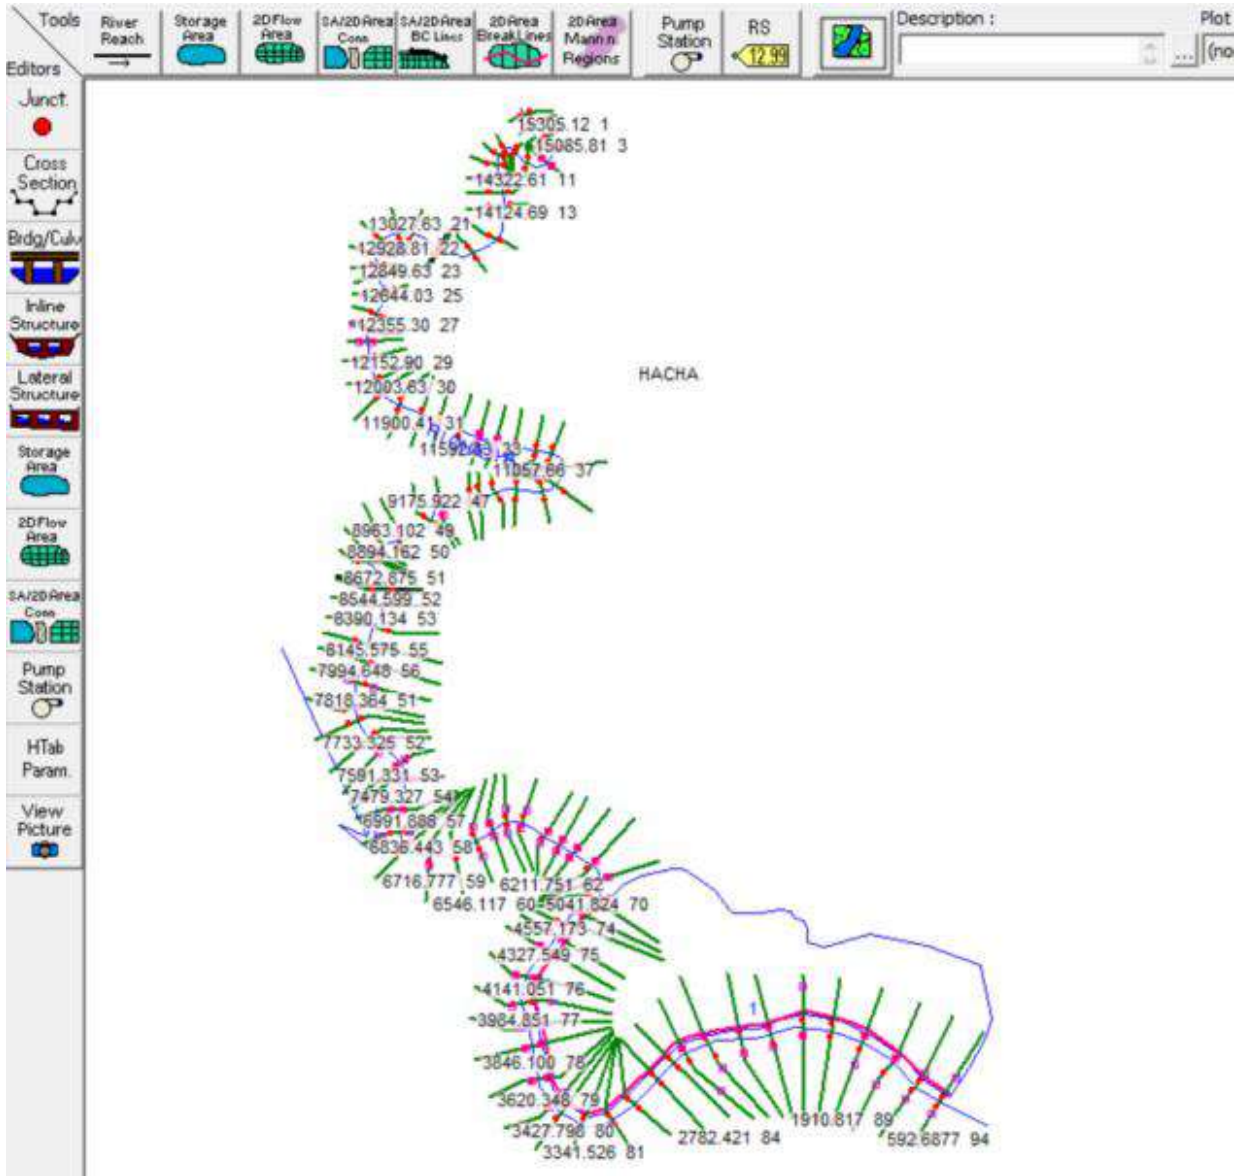 Tools
Editors
River Reach
Storage Area
2D Flow Area
SA/2D Area Conn
SA/2D Area BC Lines
2D Area BreakLines
2D Area Mann n Regions
Pump Station
RS
12.99
Description :
...
Plot
(no
Junct.
Cross Section
Brdg/Culv
Inline Structure
Lateral Structure
Storage Area
2D Flow Area
SA/2D Area Conn
Pump Station
HTab Param.
View Picture
15305.12 1
15085.81 3
14322.61 11
14124.69 13
13027.63 21
12928.81 22
12849.63 23
12644.03 25
12355.30 27
12152.90 29
HACHA
12003.63 30
11900.41 31
33
11057.66 37
9175.922 47
8963.102 49
8894.162 50
8672.875 51
8544.599 52
8390.134 53
8145.575 55
7994.648 56
7818.364 51
7733.325 52
7591.331 53
7479.327 54
6991.888 57
6836.443 58
6716.777 59
6211.751 62
6546.117 60
5041.824 70
4557.173 74
4327.549 75
4141.051 76
3984.851 77
1
3846.100 78
3620.348 79
3427.798 80
3341.526 81
2782.421 84
1910.817 89
592.6877 94